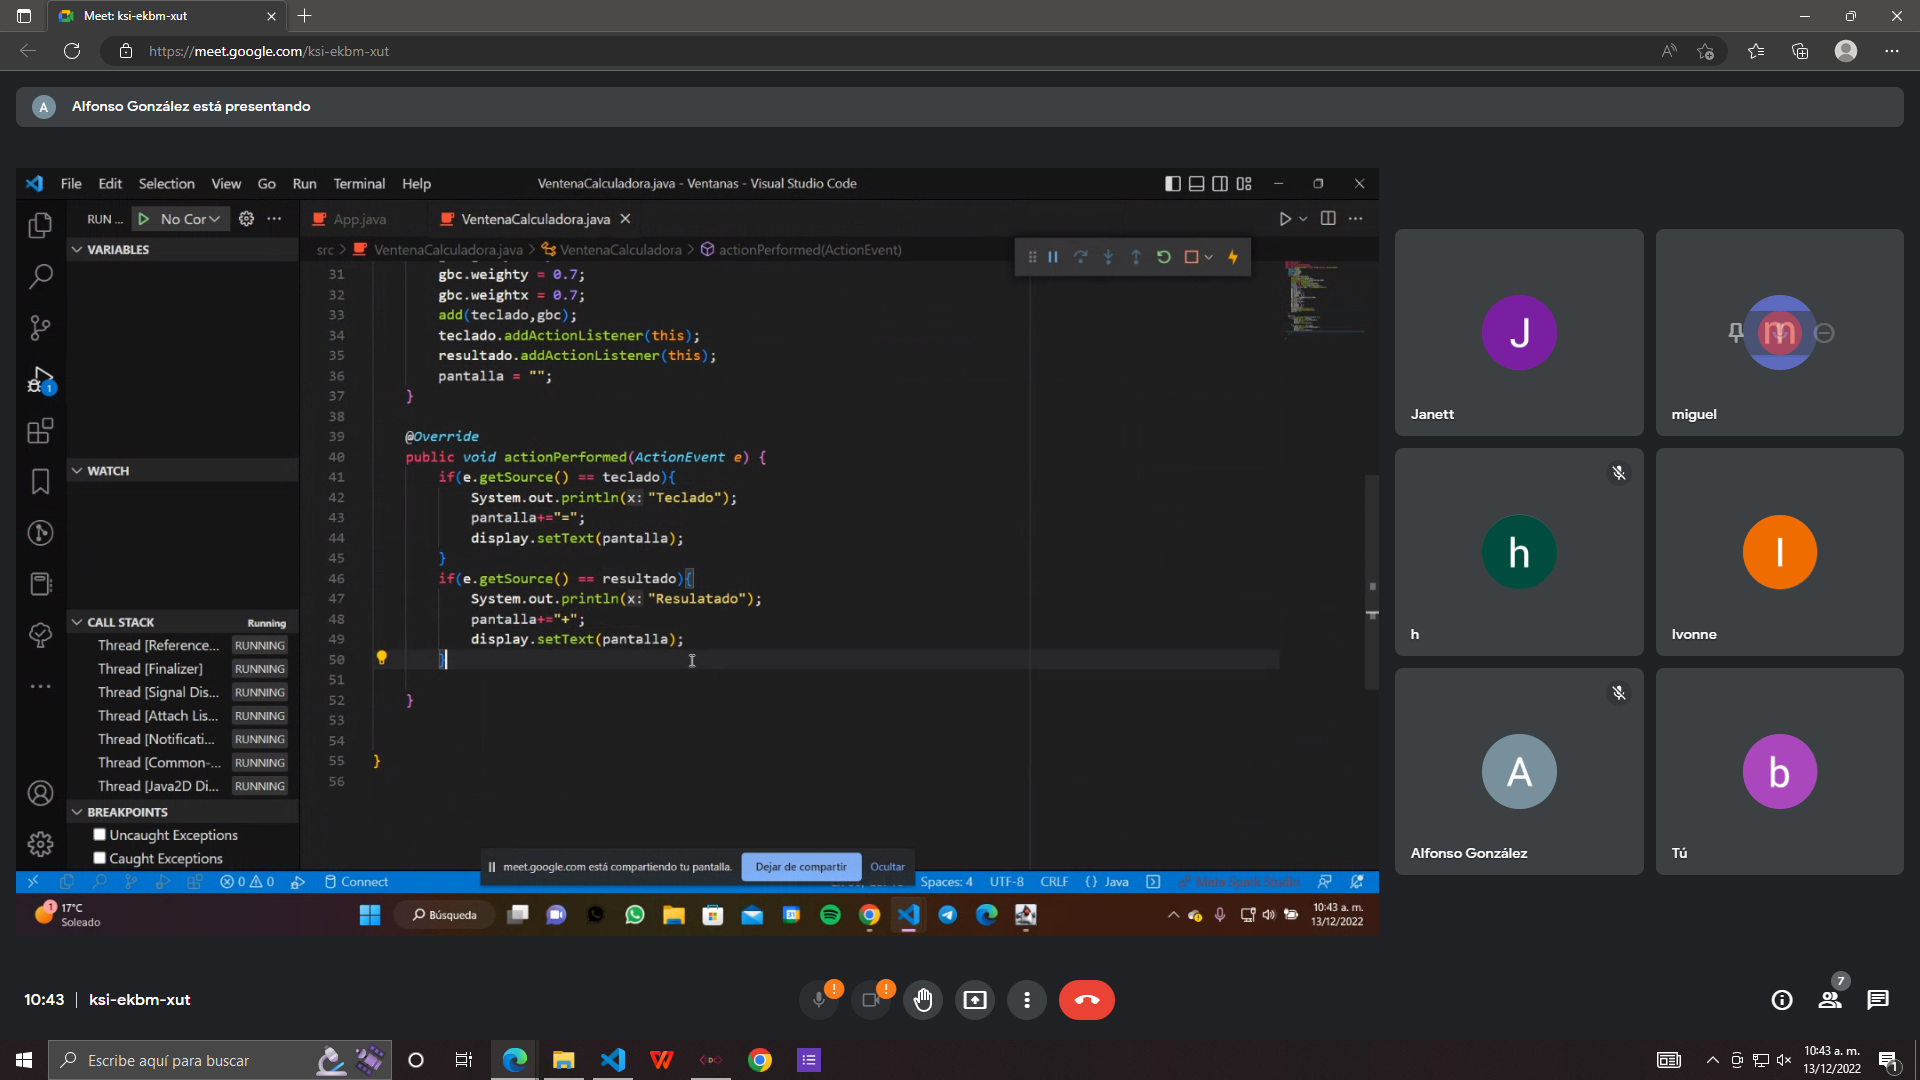 Meet: ksi-ekbm-xut
https://meet.google.com/ksi-ekbm-xut
A Alfonso González está presentando
File Edit Selection View Go Run Terminal Help
VentenaCalculadora.java - Ventanas - Visual Studio Code
RUN ... No Cor
App.java
VentenaCalculadora.java
src > VentenaCalculadora.java > VentenaCalculadora > actionPerformed(ActionEvent)
VARIABLES
WATCH
CALL STACK Running
Thread [Reference... RUNNING
Thread [Finalizer] RUNNING
Thread [Signal Dis... RUNNING
Thread [Attach Lis... RUNNING
Thread [Notificati... RUNNING
Thread [Common-... RUNNING
Thread [Java2D Di... RUNNING
BREAKPOINTS
Uncaught Exceptions
Caught Exceptions
1
31 gbc.weighty = 0.7;
32 gbc.weightx = 0.7;
33 add(teclado,gbc);
34 teclado.addActionListener(this);
35 resultado.addActionListener(this);
36 pantalla = "";
37 }
38
39 @Override
40 public void actionPerformed(ActionEvent e) {
41 if(e.getSource() == teclado){
42 System.out.println(x: "Teclado");
43 pantalla+="=";
44 display.setText(pantalla);
45 }
46 if(e.getSource() == resultado){
47 System.out.println(x: "Resulatado");
48 pantalla+="+";
49 display.setText(pantalla);
50 }
51
52 }
53
54
55 }
56
meet.google.com está compartiendo tu pantalla. Dejar de compartir Ocultar
0 0 Connect
Spaces: 4 UTF-8 CRLF {} Java
1 17°C
Soleado
Búsqueda
10:43 a. m.
13/12/2022
J
Janett
m
miguel
h
h
I
Ivonne
A
Alfonso González
b
Tú
10:43 | ksi-ekbm-xut
! !
7
Escribe aquí para buscar
10:43 a. m.
13/12/2022
1